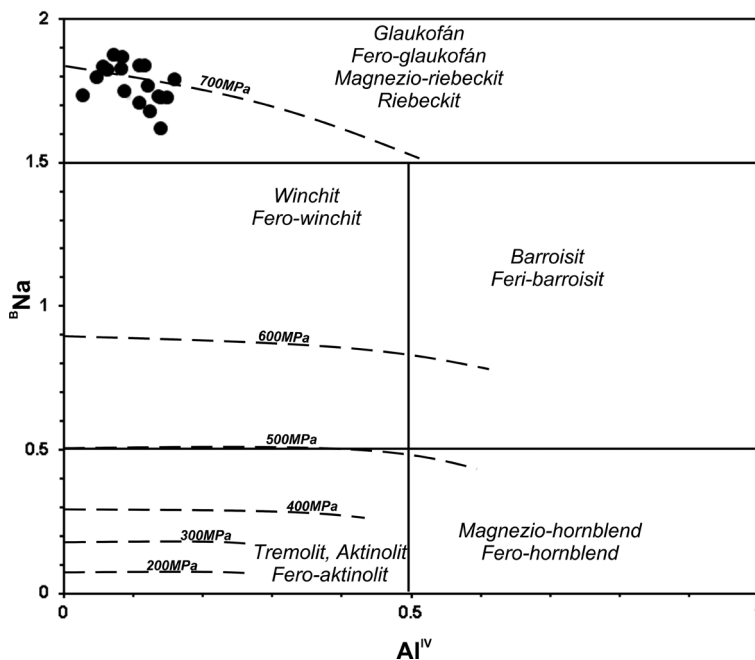 2
Glaukofán
Fero-glaukofán
Magnezio-riebeckit
Riebeckit
700MPa
1.5
Winchit
Fero-winchit
Barroisit
Feri-barroisit
ᴮNa
1
600MPa
500MPa
0.5
400MPa
300MPa
200MPa
Tremolit, Aktinolit
Fero-aktinolit
Magnezio-hornblend
Fero-hornblend
0
0
0.5
Alᴵⱽ